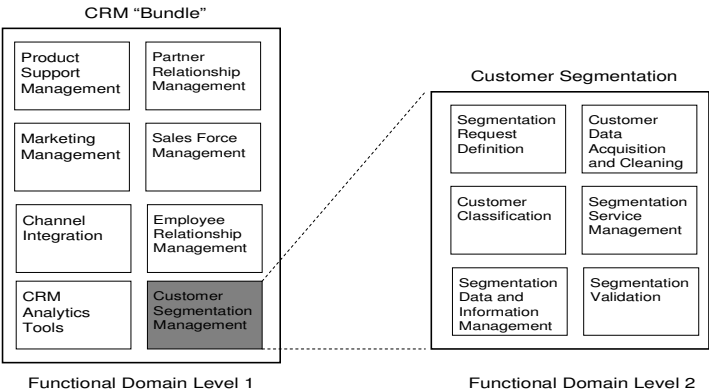 CRM “Bundle”
Product
Support
Management
Partner
Relationship
Management
Marketing
Management
Sales Force
Management
Channel
Integration
Employee
Relationship
Management
CRM
Analytics
Tools
Customer
Segmentation
Management
Functional Domain Level 1
Customer Segmentation
Segmentation
Request
Definition
Customer
Data
Acquisition
and Cleaning
Customer
Classification
Segmentation
Service
Management
Segmentation
Data and
Information
Management
Segmentation
Validation
Functional Domain Level 2